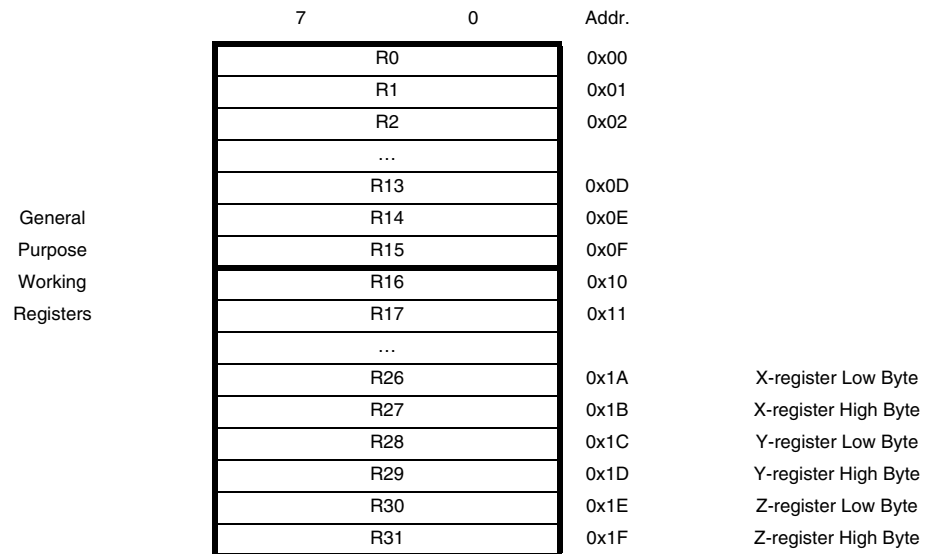 7 0 Addr.
R0 0x00
R1 0x01
R2 0x02
…
R13 0x0D
General R14 0x0E
Purpose R15 0x0F
Working R16 0x10
Registers R17 0x11
…
R26 0x1A X-register Low Byte
R27 0x1B X-register High Byte
R28 0x1C Y-register Low Byte
R29 0x1D Y-register High Byte
R30 0x1E Z-register Low Byte
R31 0x1F Z-register High Byte